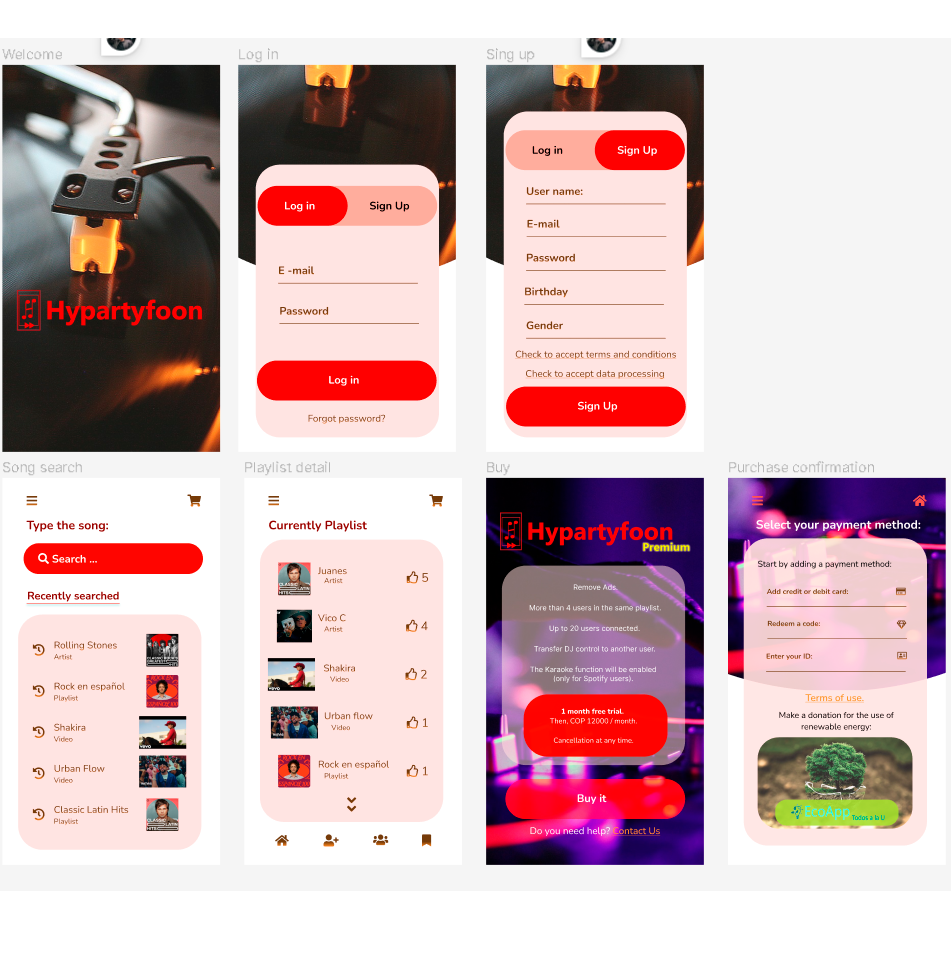 Welcome
Hypartyfoon
Log in
Log in
Sign Up
E -mail
Password
Log in
Forgot password?
Sing up
Log in
Sign Up
User name:
E-mail
Password
Birthday
Gender
Check to accept terms and conditions
Check to accept data processing
Sign Up
Song search
Type the song:
Search ...
Recently searched
Rolling Stones
Artist
Rock en español
Playlist
Shakira
Video
vevo
Urban Flow
Video
Classic Latin Hits
Playlist
Playlist detail
Currently Playlist
Juanes
Artist
CLASSIC LATIN HITS
5
Vico C
Artist
4
Shakira
Video
vevo
2
Urban flow
Video
1
Rock en español
Playlist
1
Buy
Hypartyfoon
Premium
Remove Ads.
More than 4 users in the same playlist.
Up to 20 users connected.
Transfer DJ control to another user.
The Karaoke function will be enabled
(only for Spotify users).
1 month free trial.
Then, COP 12000 / month.
Cancellation at any time.
Buy it
Do you need help? Contact Us
Purchase confirmation
Select your payment method:
Start by adding a payment method:
Add credit or debit card:
Redeem a code:
Enter your ID:
Terms of use.
Make a donation for the use of
renewable energy:
EcoApp
Todos a la U